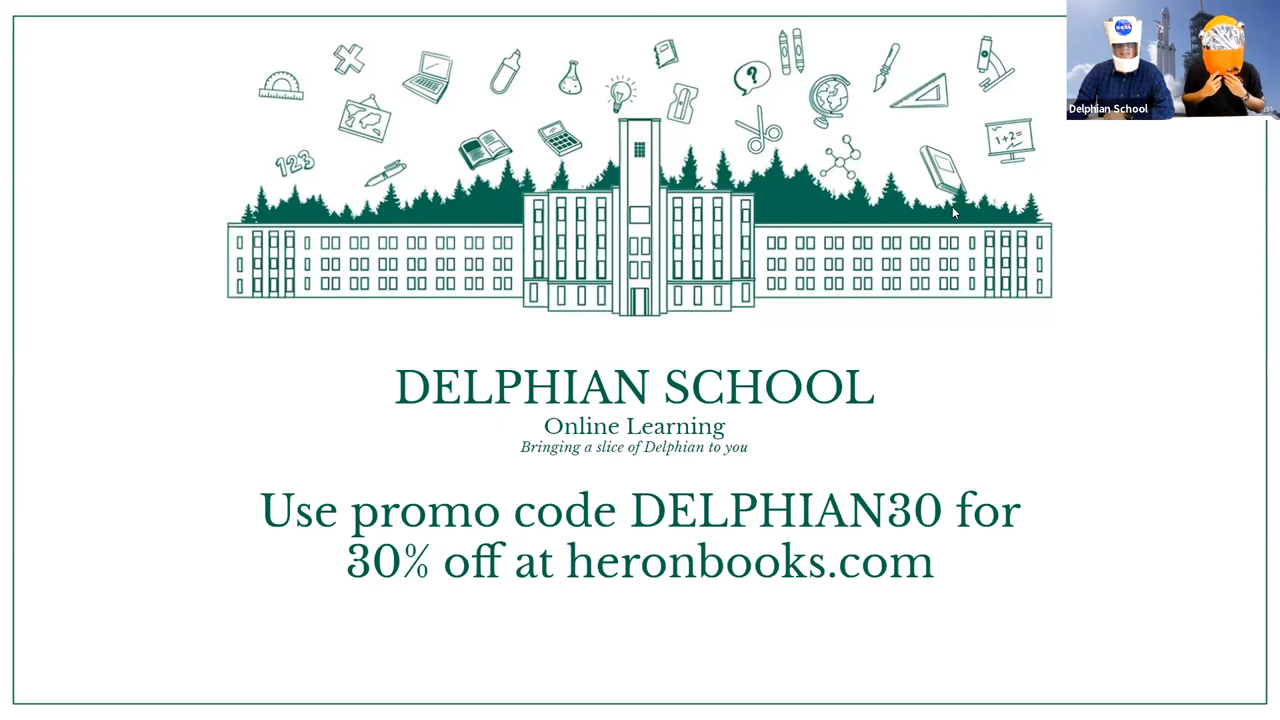 NASA
Delphian School
?
123
1+2=
DELPHIAN SCHOOL
Online Learning
Bringing a slice of Delphian to you
Use promo code DELPHIAN30 for
30% off at heronbooks.com